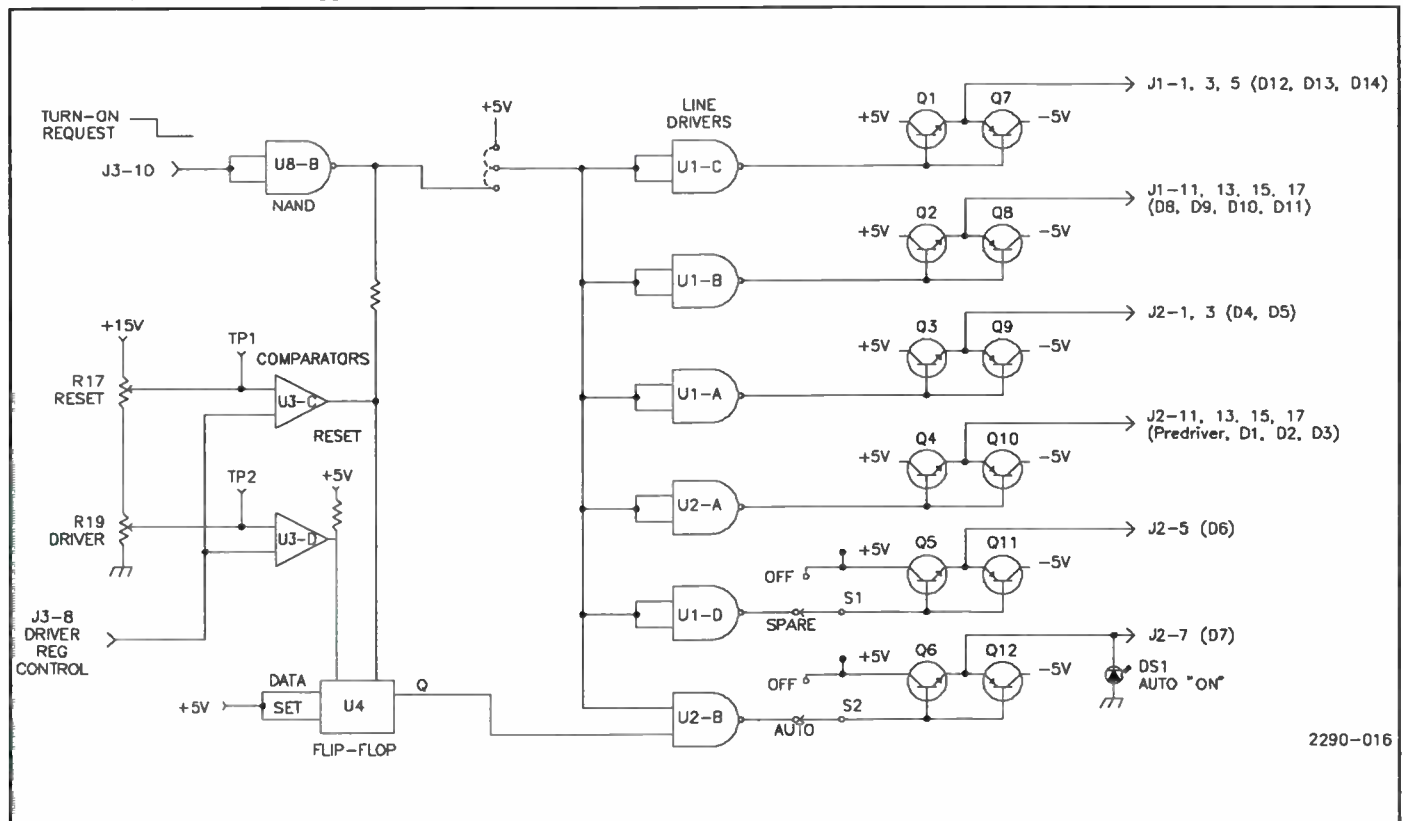 TURN-ON
REQUEST
J3-10
U8-B
NAND
+5V
LINE
DRIVERS
U1-C
+5V
Q1
Q7
-5V
J1-1, 3, 5 (D12, D13, D14)
U1-B
+5V
Q2
Q8
-5V
J1-11, 13, 15, 17
(D8, D9, D10, D11)
+15V
R17
RESET
TP1
COMPARATORS
U3-C
RESET
U1-A
+5V
Q3
Q9
-5V
J2-1, 3 (D4, D5)
R19
DRIVER
TP2
U3-D
+5V
U2-A
+5V
Q4
Q10
-5V
J2-11, 13, 15, 17
(Predriver, D1, D2, D3)
J3-8
DRIVER
REG
CONTROL
U1-D
OFF
+5V
SPARE
S1
Q5
Q11
-5V
J2-5 (D6)
+5V
DATA
SET
U4
Q
FLIP-FLOP
U2-B
OFF
+5V
AUTO
S2
Q6
Q12
-5V
J2-7 (D7)
DS1
AUTO "ON"
2290-016